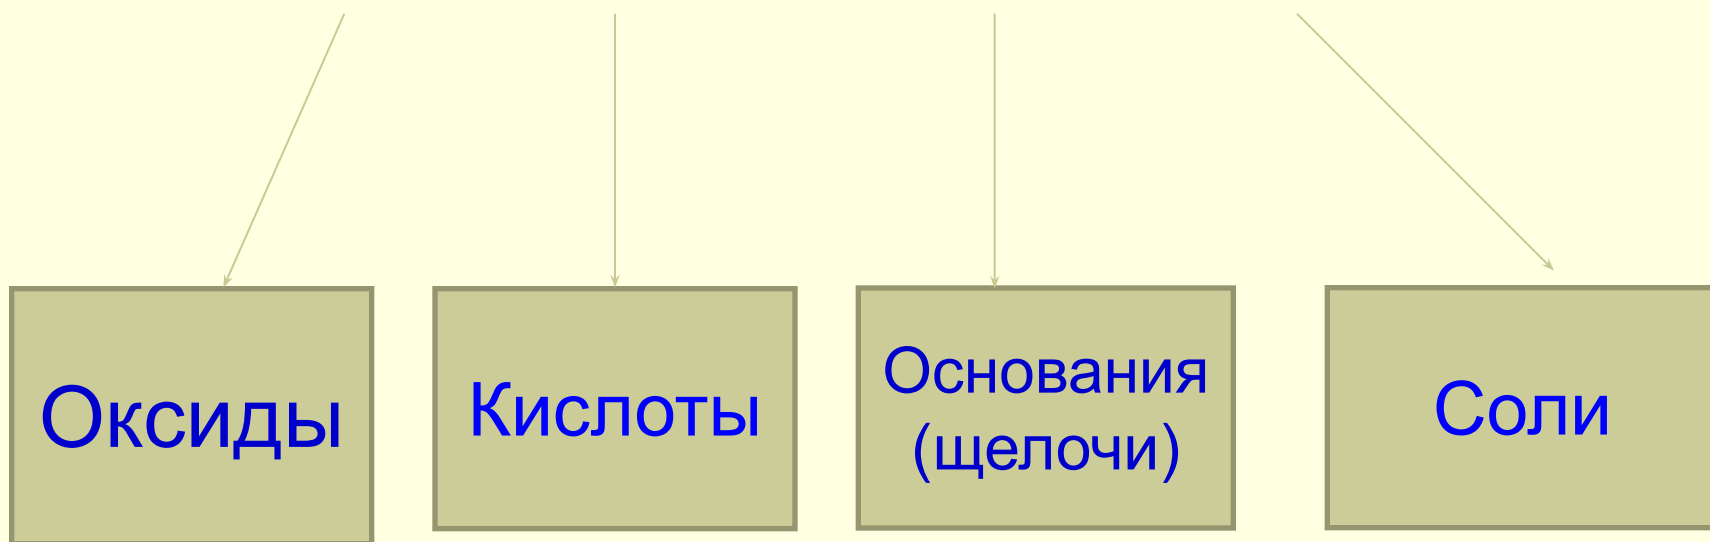 Оксиды
Кислоты
Основания
(щелочи)
Соли